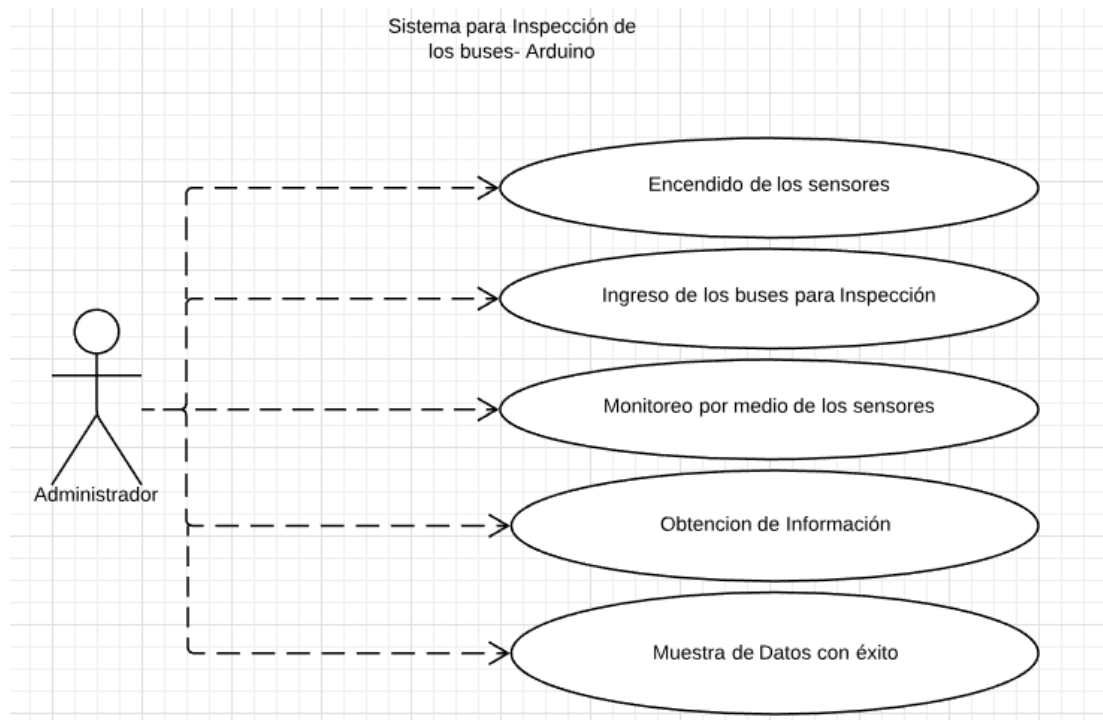 Sistema para Inspección de
los buses- Arduino
Encendido de los sensores
Ingreso de los buses para Inspección
Monitoreo por medio de los sensores
Administrador
Obtencion de Información
Muestra de Datos con éxito